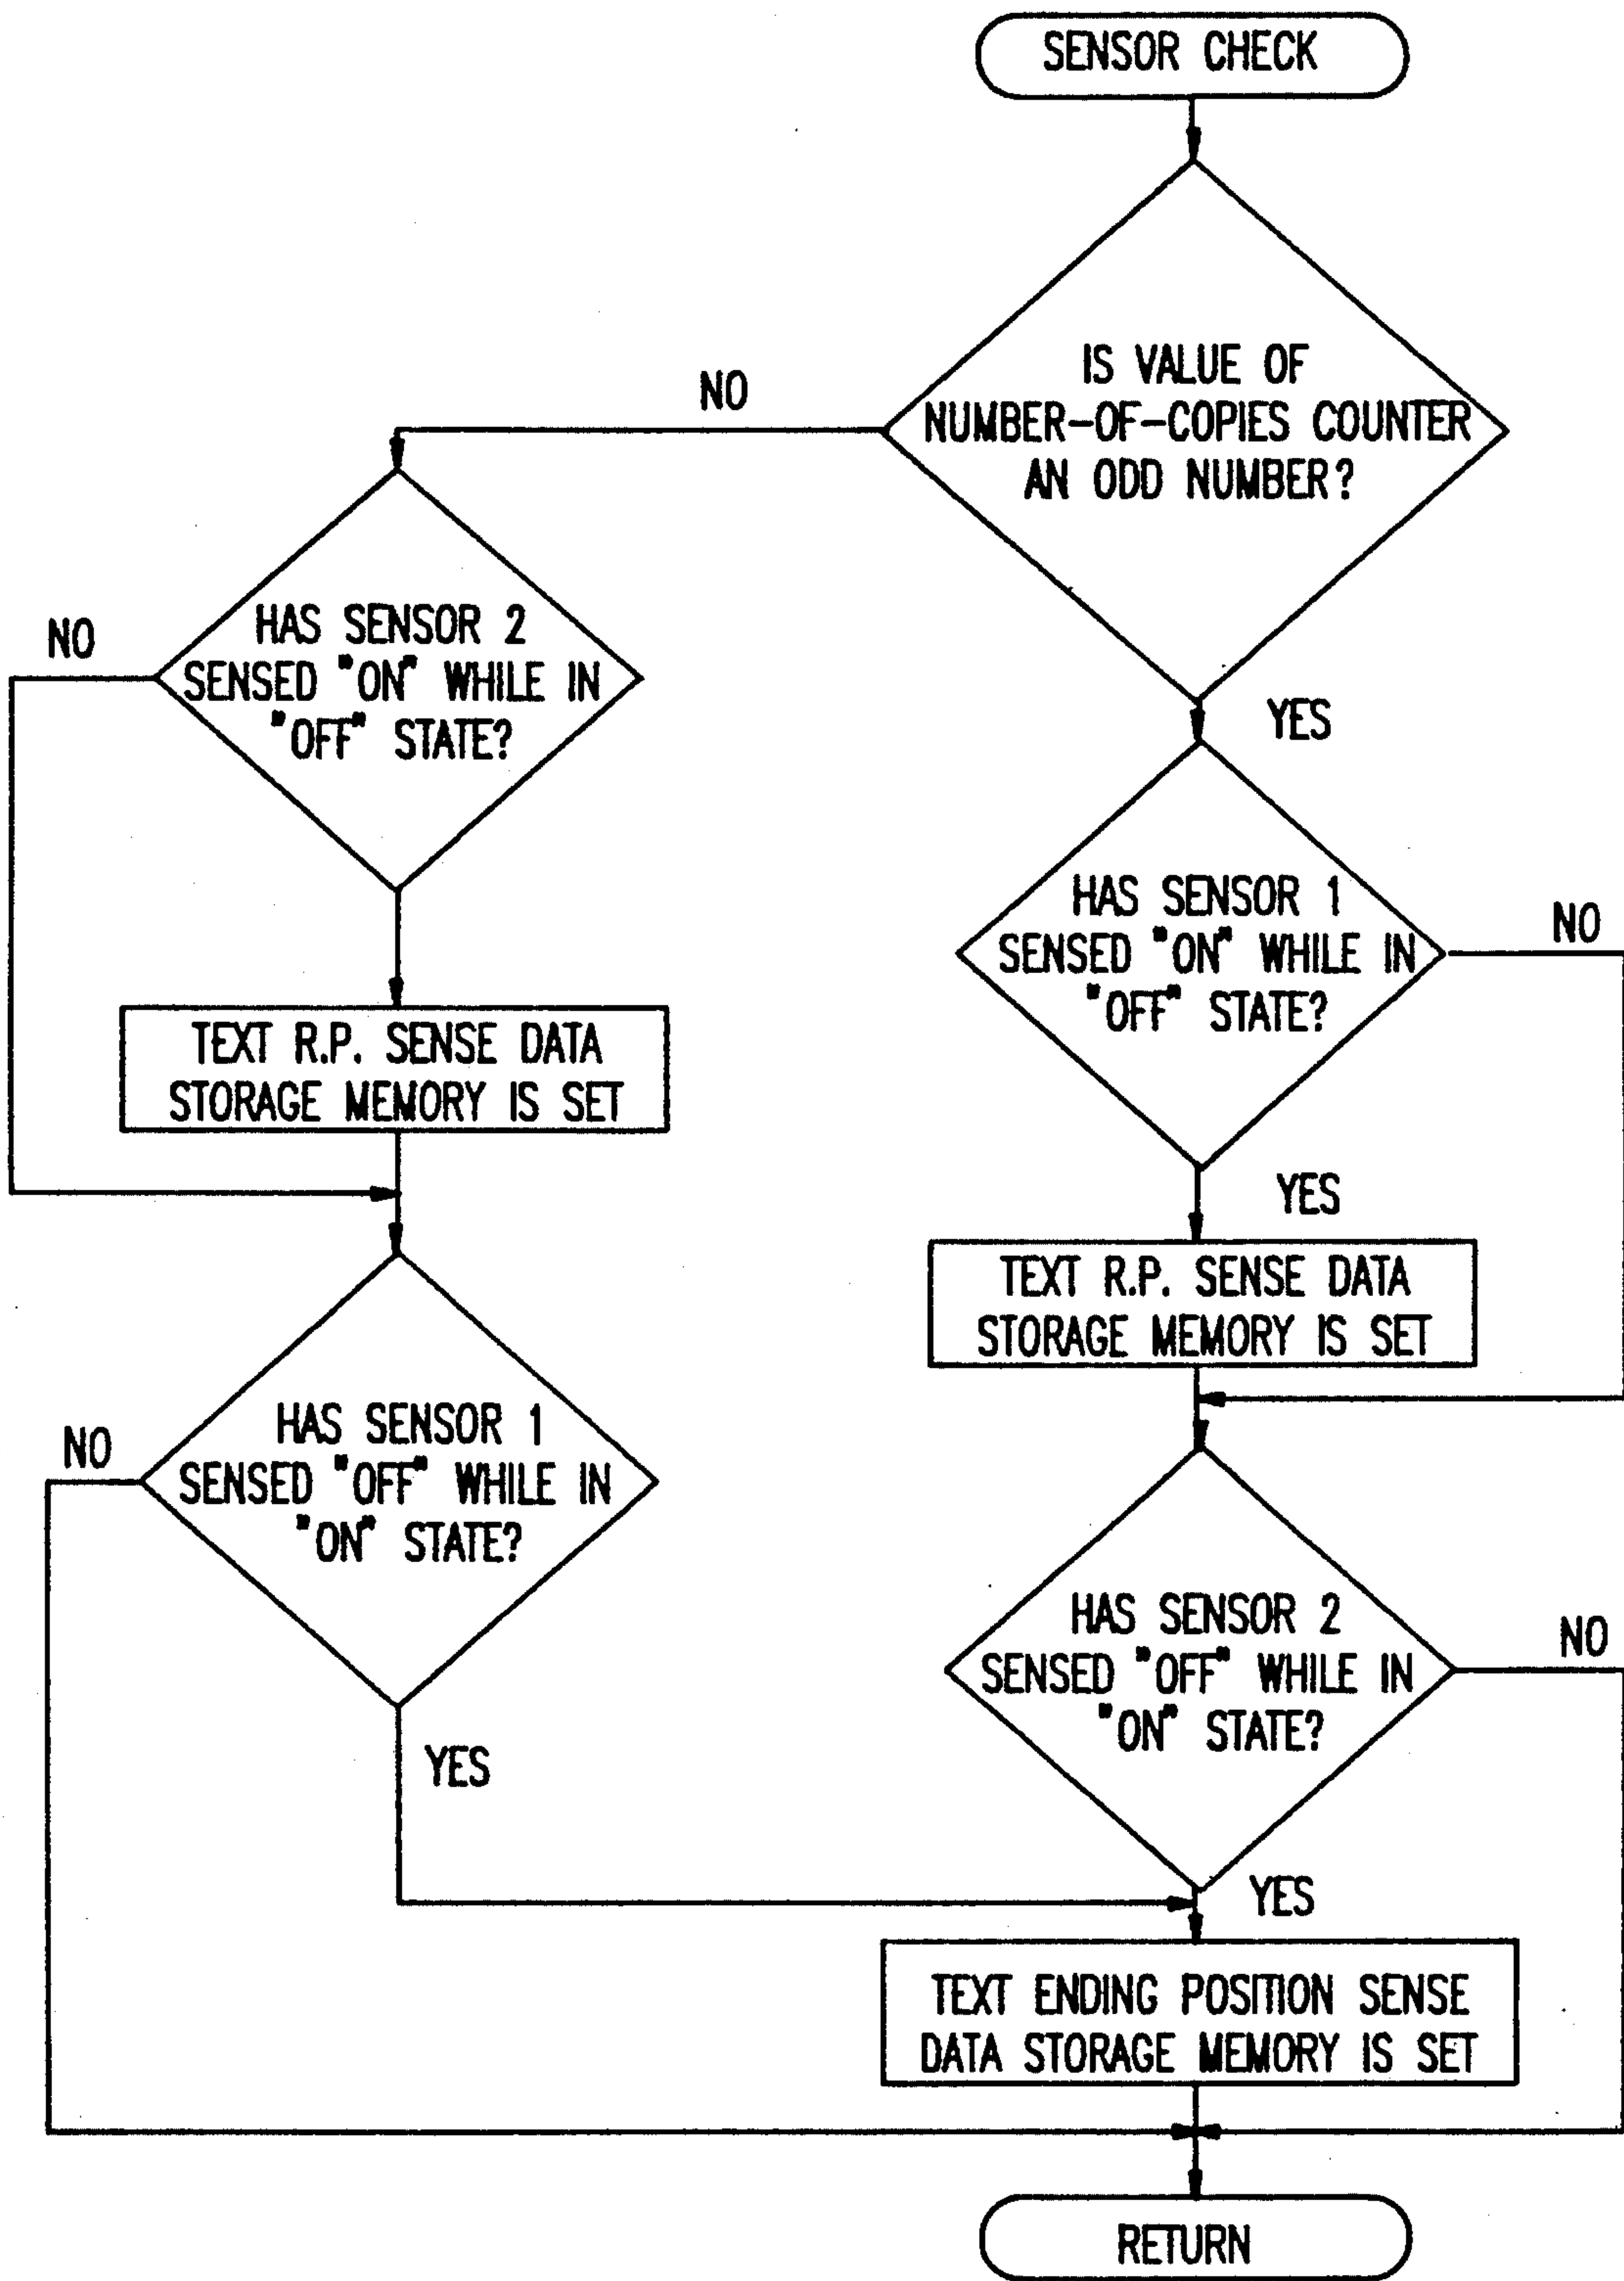 SENSOR CHECK
IS VALUE OF
NUMBER-OF-COPIES COUNTER
AN ODD NUMBER?
NO
YES
HAS SENSOR 2
SENSED "ON" WHILE IN
"OFF" STATE?
NO
TEXT R.P. SENSE DATA
STORAGE MEMORY IS SET
HAS SENSOR 1
SENSED "OFF" WHILE IN
"ON" STATE?
NO
YES
HAS SENSOR 1
SENSED "ON" WHILE IN
"OFF" STATE?
NO
YES
TEXT R.P. SENSE DATA
STORAGE MEMORY IS SET
HAS SENSOR 2
SENSED "OFF" WHILE IN
"ON" STATE?
NO
YES
TEXT ENDING POSITION SENSE
DATA STORAGE MEMORY IS SET
RETURN